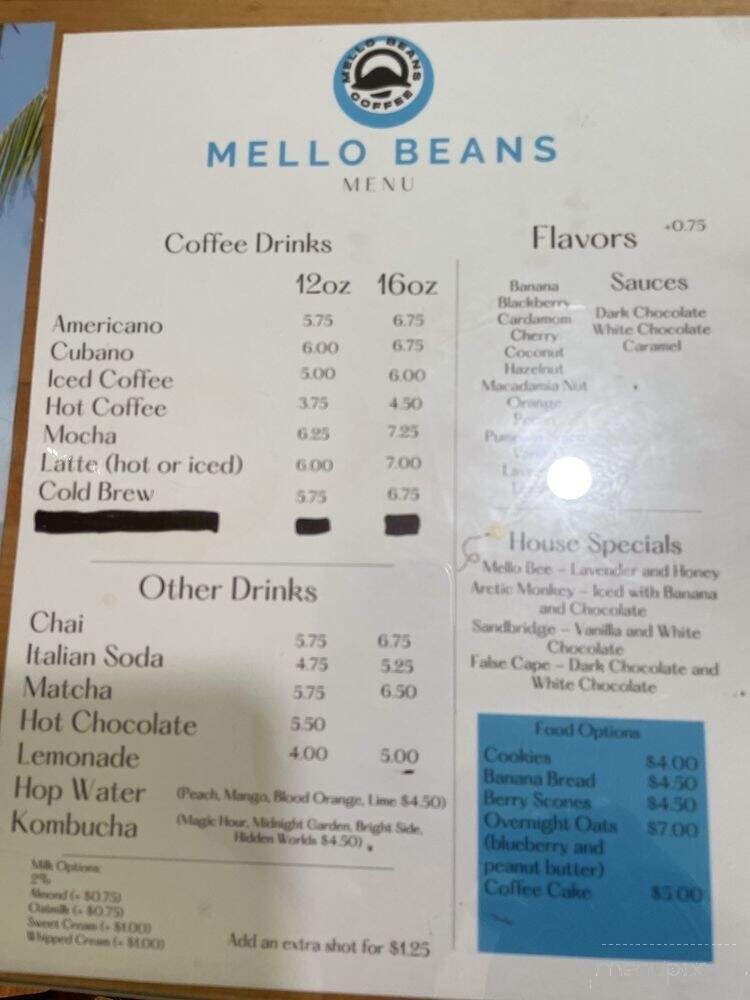 MELLO BEANS
COFFEE
MELLO BEANS
MENU
Coffee Drinks
12oz 16oz
Americano 5.75 6.75
Cubano 6.00 6.75
Iced Coffee 5.00 6.00
Hot Coffee 3.75 4.50
Mocha 6.25 7.25
Latte (hot or iced) 6.00 7.00
Cold Brew 5.75 6.75
Other Drinks
Chai 5.75 6.75
Italian Soda 4.75 5.25
Matcha 5.75 6.50
Hot Chocolate 5.50
Lemonade 4.00 5.00
Hop Water (Peach, Mango, Blood Orange, Lime $4.50)
Kombucha (Magic Hour, Midnight Garden, Bright Side,
Hidden Worlds $4.50)
Milk Options:
2%
Almond (+ $0.75)
Oatmilk (+ $0.75)
Sweet Cream (+ $1.00)
Whipped Cream (+ $1.00)
Add an extra shot for $1.25
Flavors +0.75
Banana
Blackberry
Cardamom
Cherry
Coconut
Hazelnut
Macadamia Nut
Orange
Sauces
Dark Chocolate
White Chocolate
Caramel
House Specials
Mello Bee - Lavender and Honey
Arctic Monkey - Iced with Banana
and Chocolate
Sandbridge - Vanilla and White
Chocolate
False Cape - Dark Chocolate and
White Chocolate
Food Options
Cookies $4.00
Banana Bread $4.50
Berry Scones $4.50
Overnight Oats $7.00
(blueberry and
peanut butter)
Coffee Cake $5.00